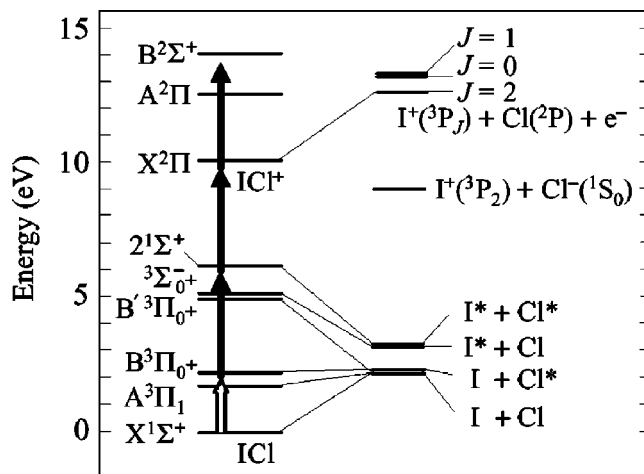 15
10
5
0
Energy (eV)
B²Σ⁺
A²Π
X²Π
ICl⁺
2¹Σ⁺
³Σ⁻₀⁺
B′ ³Π₀⁺
B³Π₀⁺
A³Π₁
X¹Σ⁺
ICl
J = 1
J = 0
J = 2
I⁺(³P_J) + Cl(²P) + e⁻
I⁺(³P₂) + Cl⁻(¹S₀)
I* + Cl*
I* + Cl
I + Cl*
I + Cl